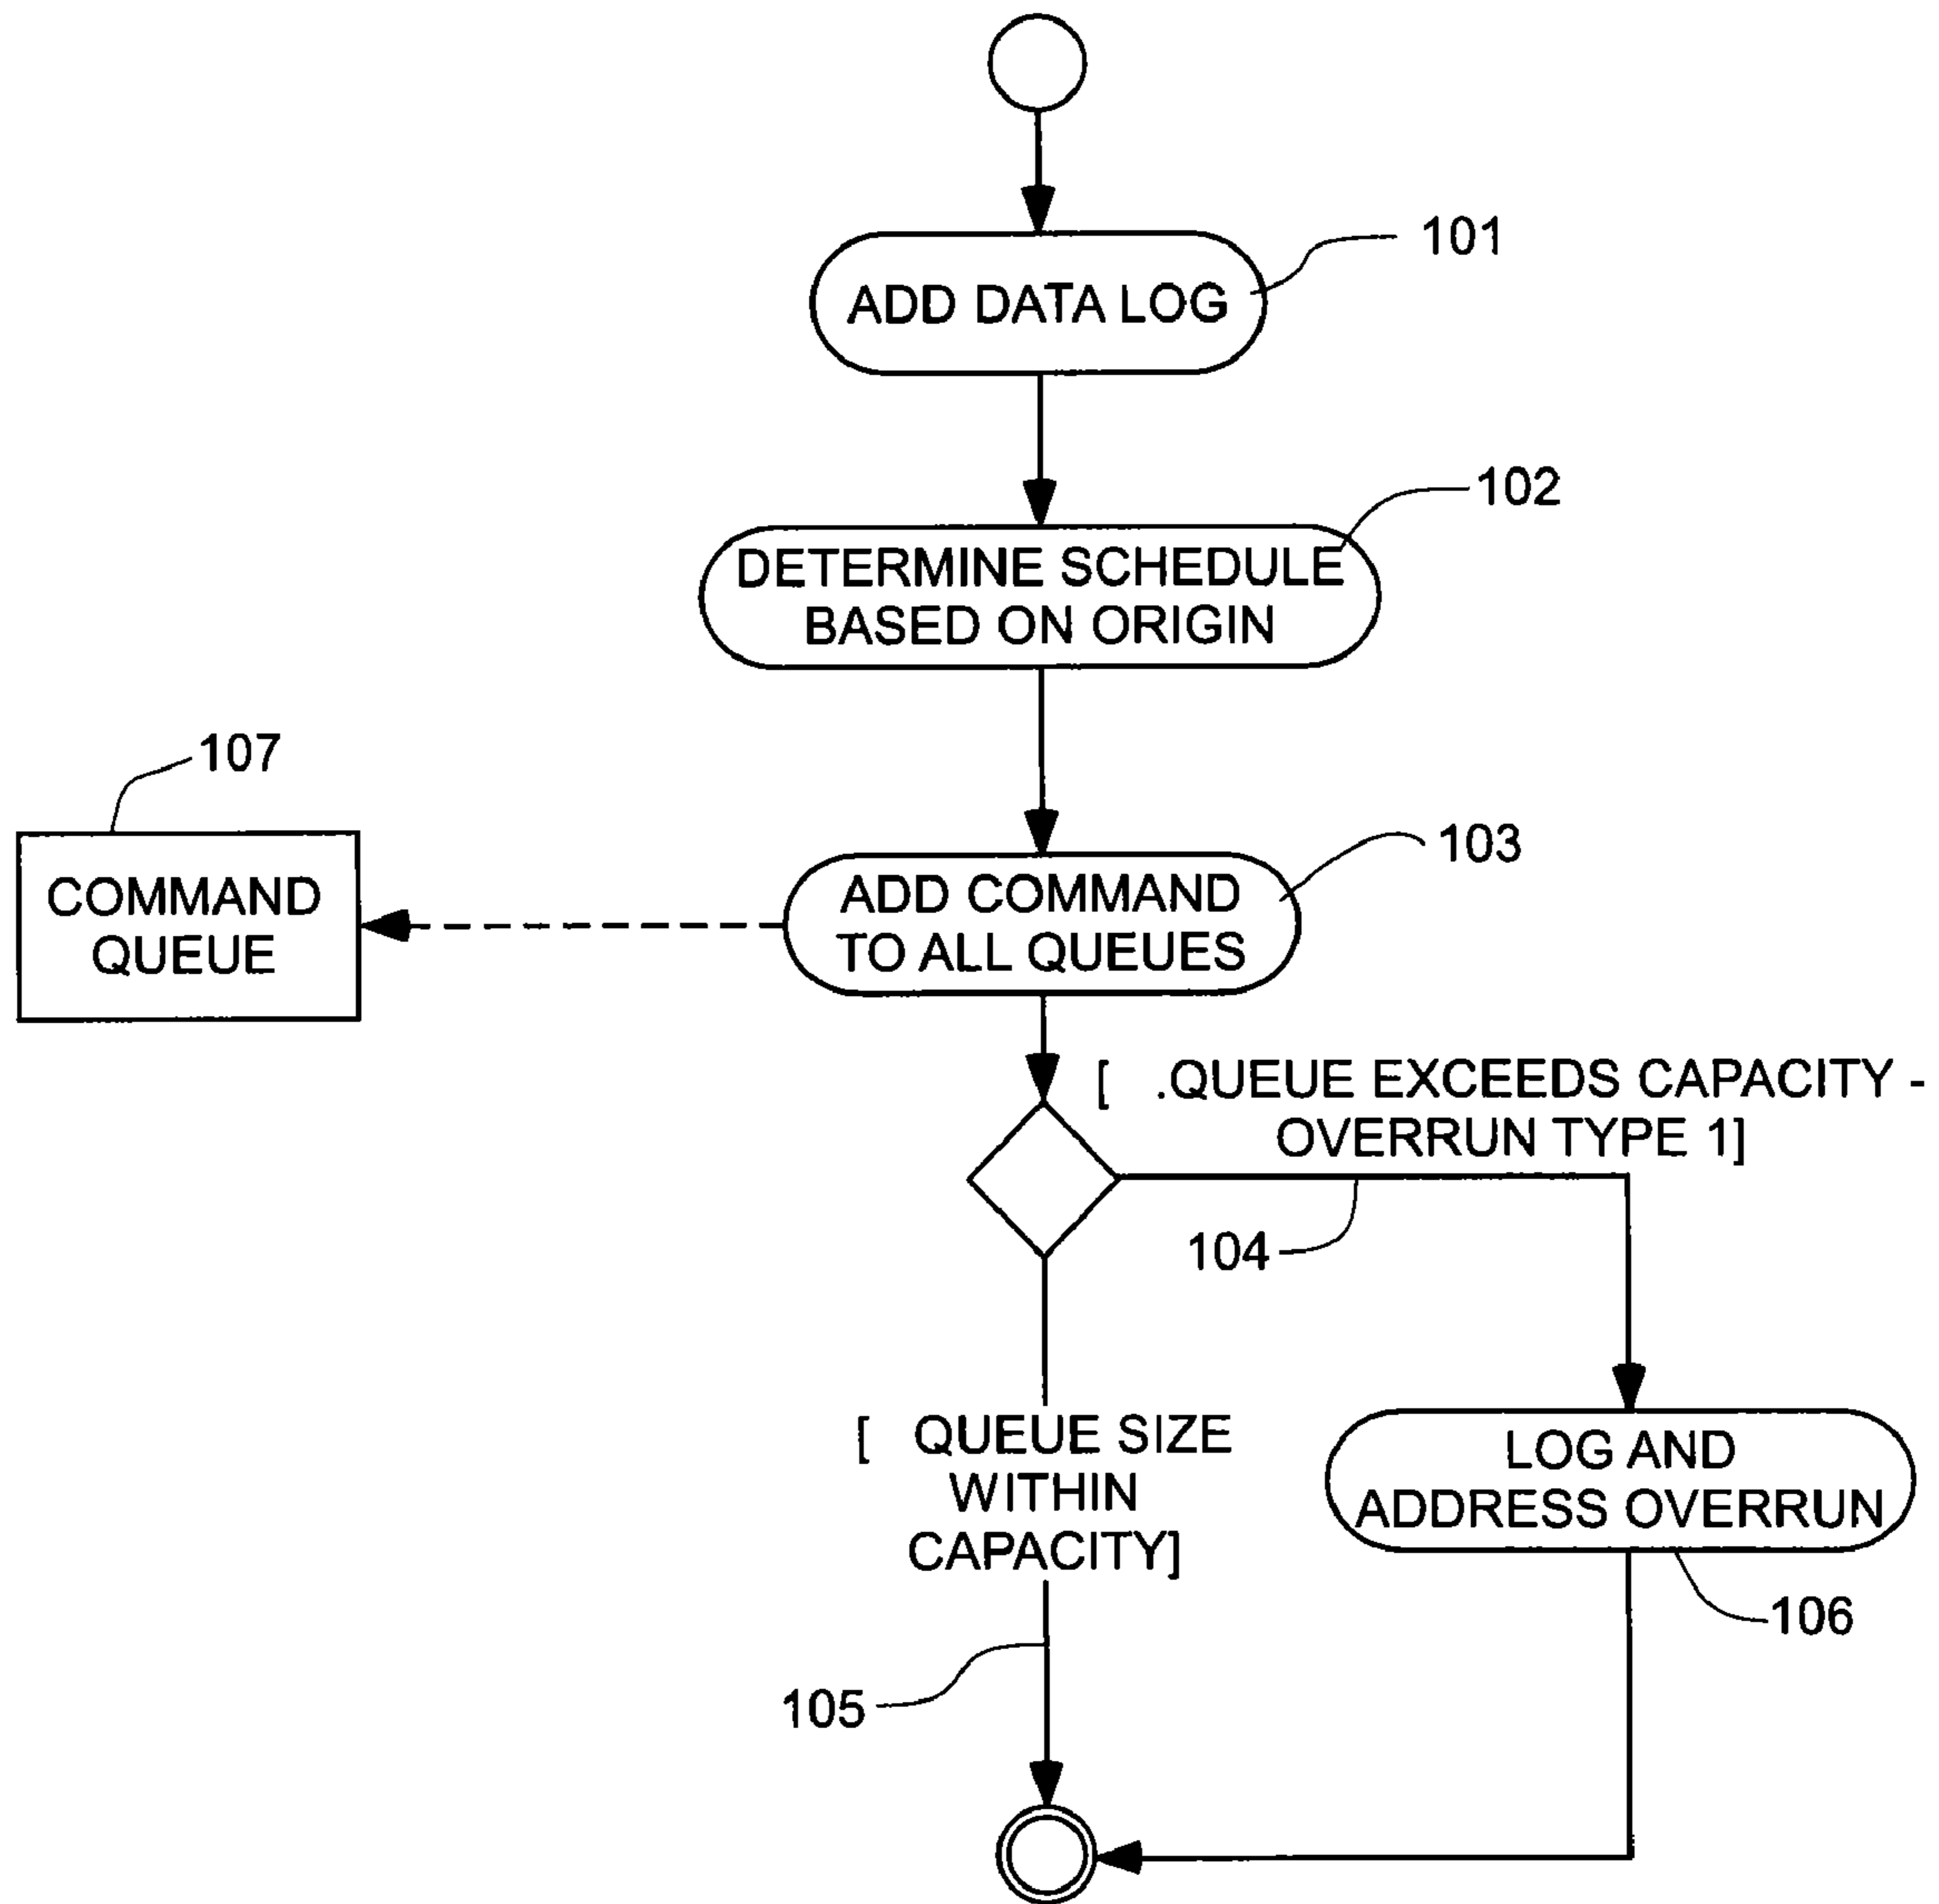 101
ADD DATA LOG
102
DETERMINE SCHEDULE
BASED ON ORIGIN
107
103
COMMAND
QUEUE
ADD COMMAND
TO ALL QUEUES
[ .QUEUE EXCEEDS CAPACITY -
OVERRUN TYPE 1]
104
[ QUEUE SIZE
WITHIN
CAPACITY]
LOG AND
ADDRESS OVERRUN
106
105